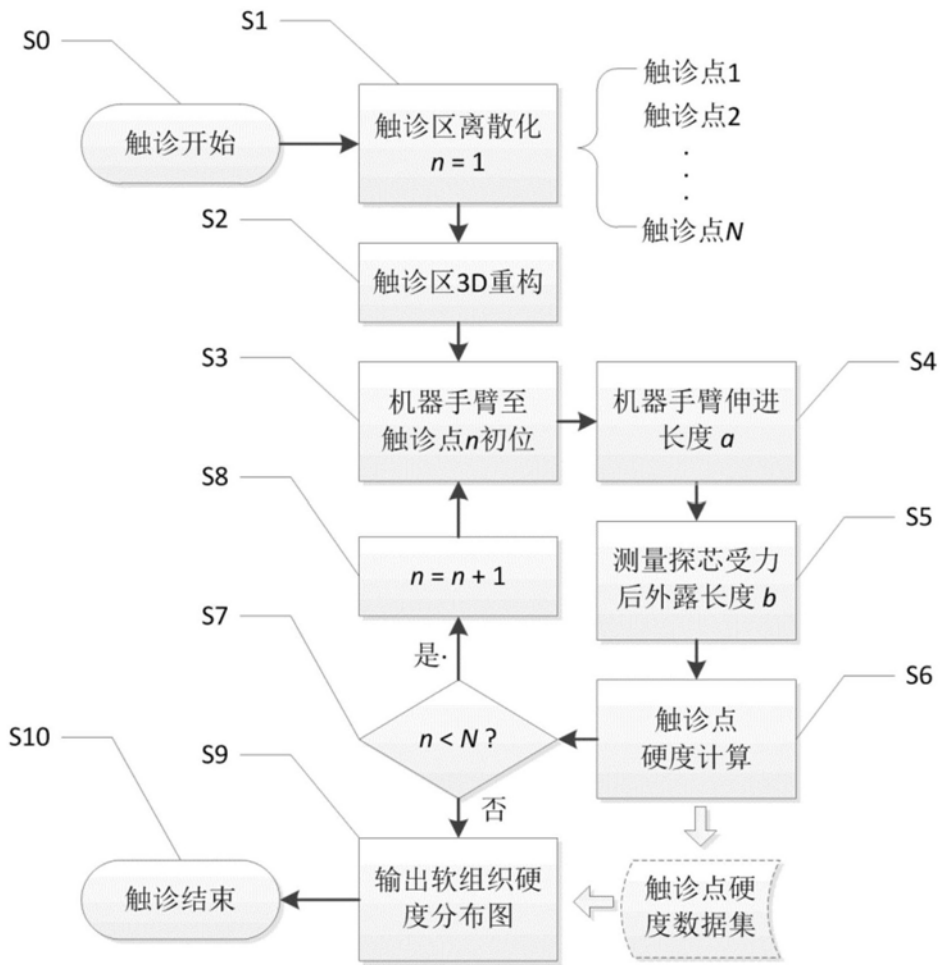 S0
S1
触诊开始
触诊区离散化
n = 1
触诊点1
触诊点2
.
.
.
触诊点N
S2
触诊区3D重构
S3
机器手臂至
触诊点n初位
S4
机器手臂伸进
长度 a
S8
n = n + 1
S5
测量探芯受力
后外露长度 b
S7
是.
n < N ?
否
S6
触诊点
硬度计算
S10
触诊结束
S9
输出软组织硬
度分布图
触诊点硬
度数据集